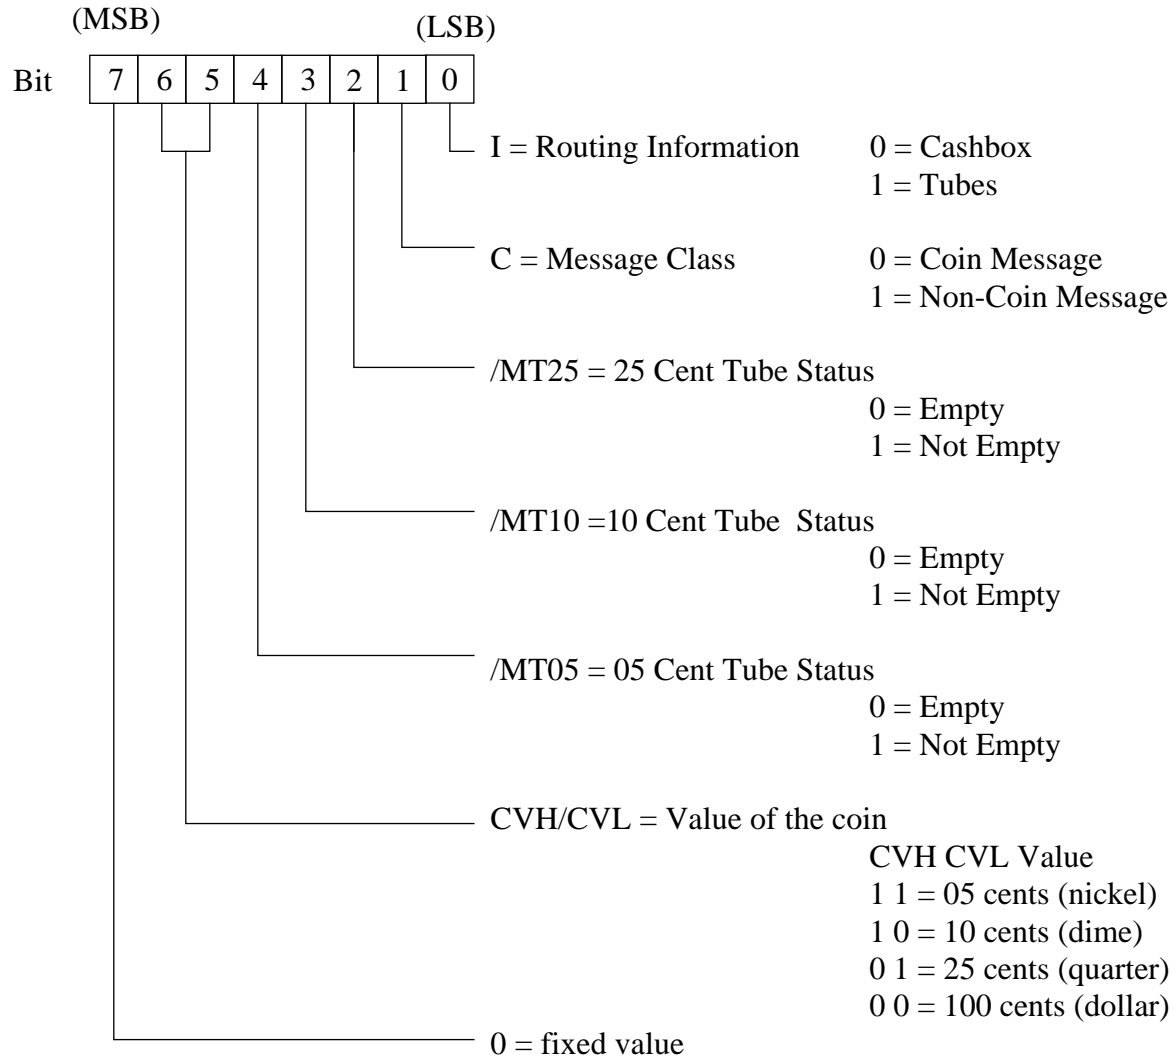 (MSB) (LSB)
Bit 7 6 5 4 3 2 1 0
I = Routing Information 0 = Cashbox
1 = Tubes
C = Message Class 0 = Coin Message
1 = Non-Coin Message
/MT25 = 25 Cent Tube Status
0 = Empty
1 = Not Empty
/MT10 =10 Cent Tube Status
0 = Empty
1 = Not Empty
/MT05 = 05 Cent Tube Status
0 = Empty
1 = Not Empty
CVH/CVL = Value of the coin
CVH CVL Value
1 1 = 05 cents (nickel)
1 0 = 10 cents (dime)
0 1 = 25 cents (quarter)
0 0 = 100 cents (dollar)
0 = fixed value